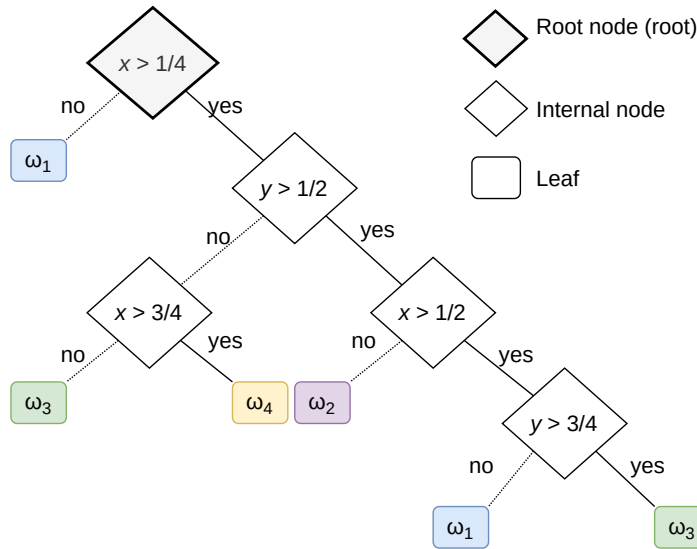 x > 1/4
Root node (root)
no
yes
Internal node
ω1
y > 1/2
Leaf
no
yes
x > 3/4
x > 1/2
no
yes
no
yes
ω3
ω4
ω2
y > 3/4
no
yes
ω1
ω3